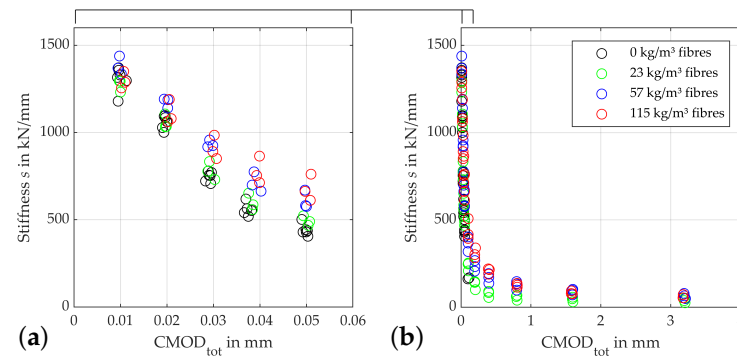 1500
1000
500
0
Stiffness s in kN/mm
0
0.01
0.02
0.03
0.04
0.05
0.06
CMOD_tot in mm
(a)
1500
1000
500
0
Stiffness s in kN/mm
0
1
2
3
CMOD_tot in mm
(b)
0 kg/m³ fibres
23 kg/m³ fibres
57 kg/m³ fibres
115 kg/m³ fibres